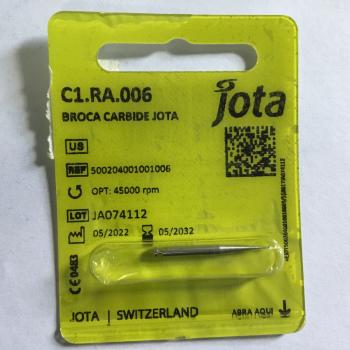 C1.RA.006
jota
BROCA CARBIDE JOTA
US
REF 500204001001006
OPT: 45000 rpm
LOT JA074112
05/2022 05/2032
CE 0483
JOTA | SWITZERLAND
ABRA AQUI